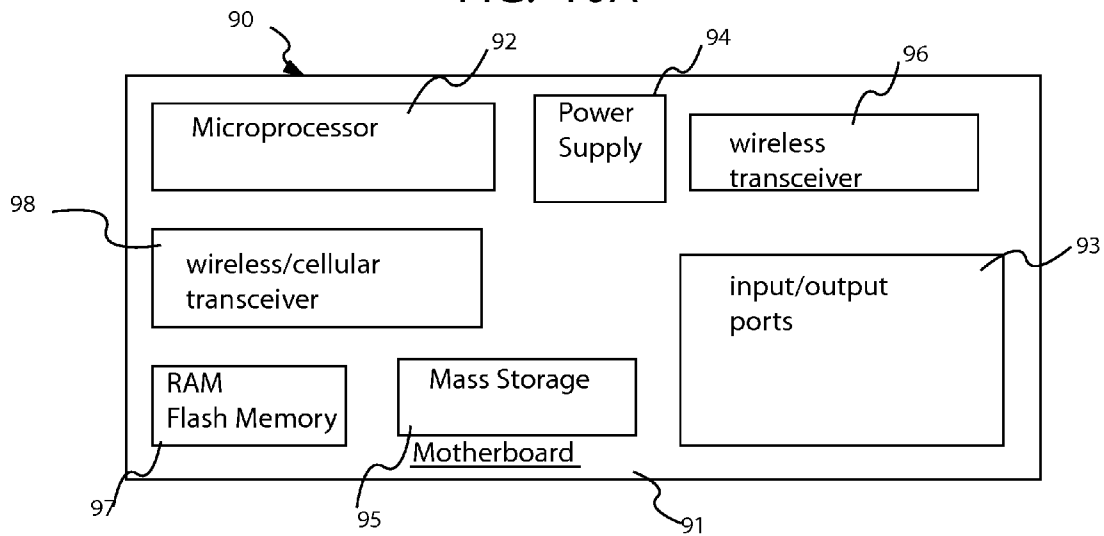 90
92
94
96
Microprocessor
Power
Supply
wireless
transceiver
98
wireless/cellular
transceiver
93
input/output
ports
RAM
Flash Memory
Mass Storage
Motherboard
97
95
91